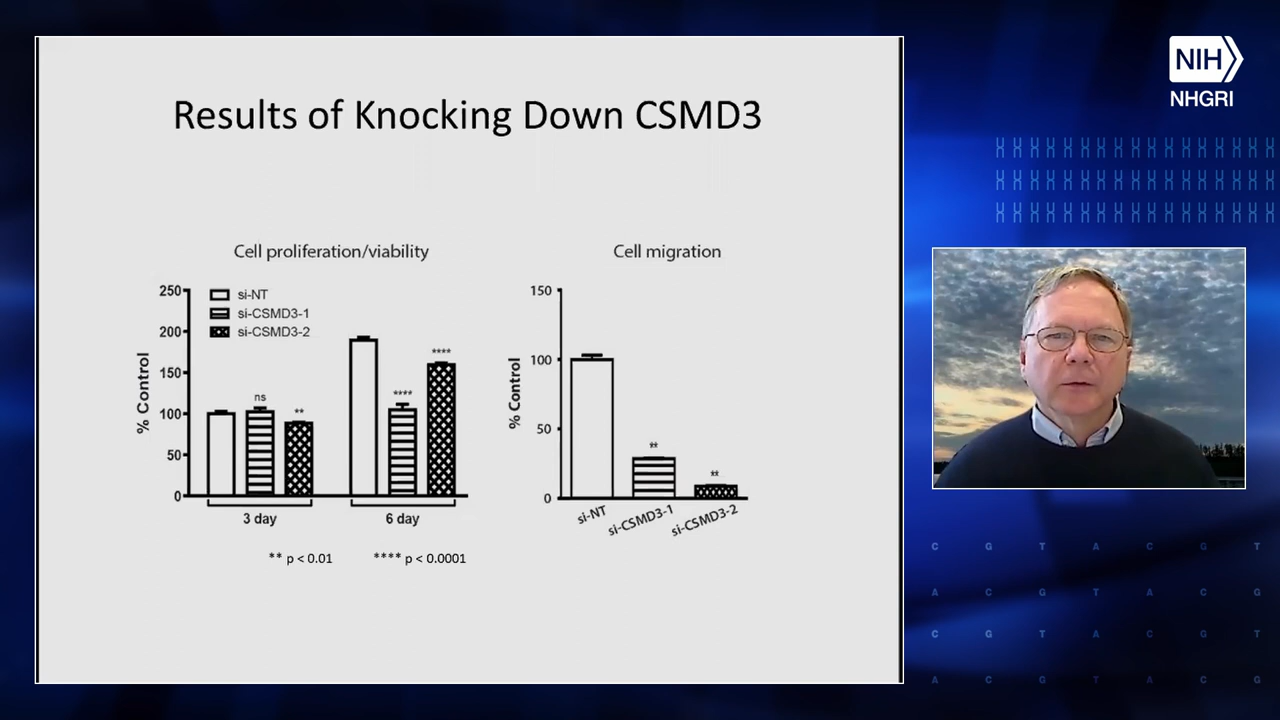 Results of Knocking Down CSMD3
Cell proliferation/viability
250
200
150
100
50
0
% Control
si-NT
si-CSMD3-1
si-CSMD3-2
ns
**
****
****
3 day
6 day
** p < 0.01
**** p < 0.0001
Cell migration
150
100
50
0
% Control
**
**
si-NT
si-CSMD3-1
si-CSMD3-2
NIH
NHGRI
C G T A C G T
A C G T A C G
C G T A C G T
A C G T A C G